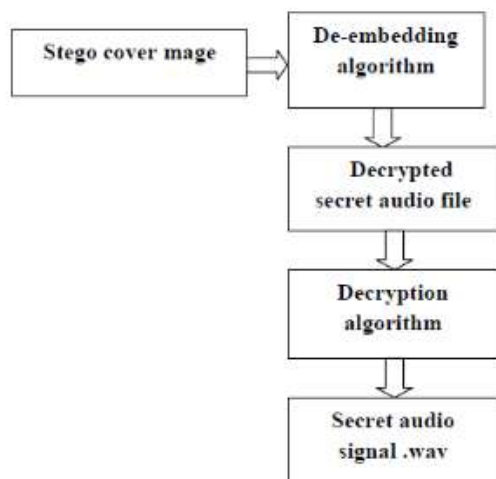 Stego cover mage
De-embedding
algorithm
Decrypted
secret audio file
Decryption
algorithm
Secret audio
signal .wav